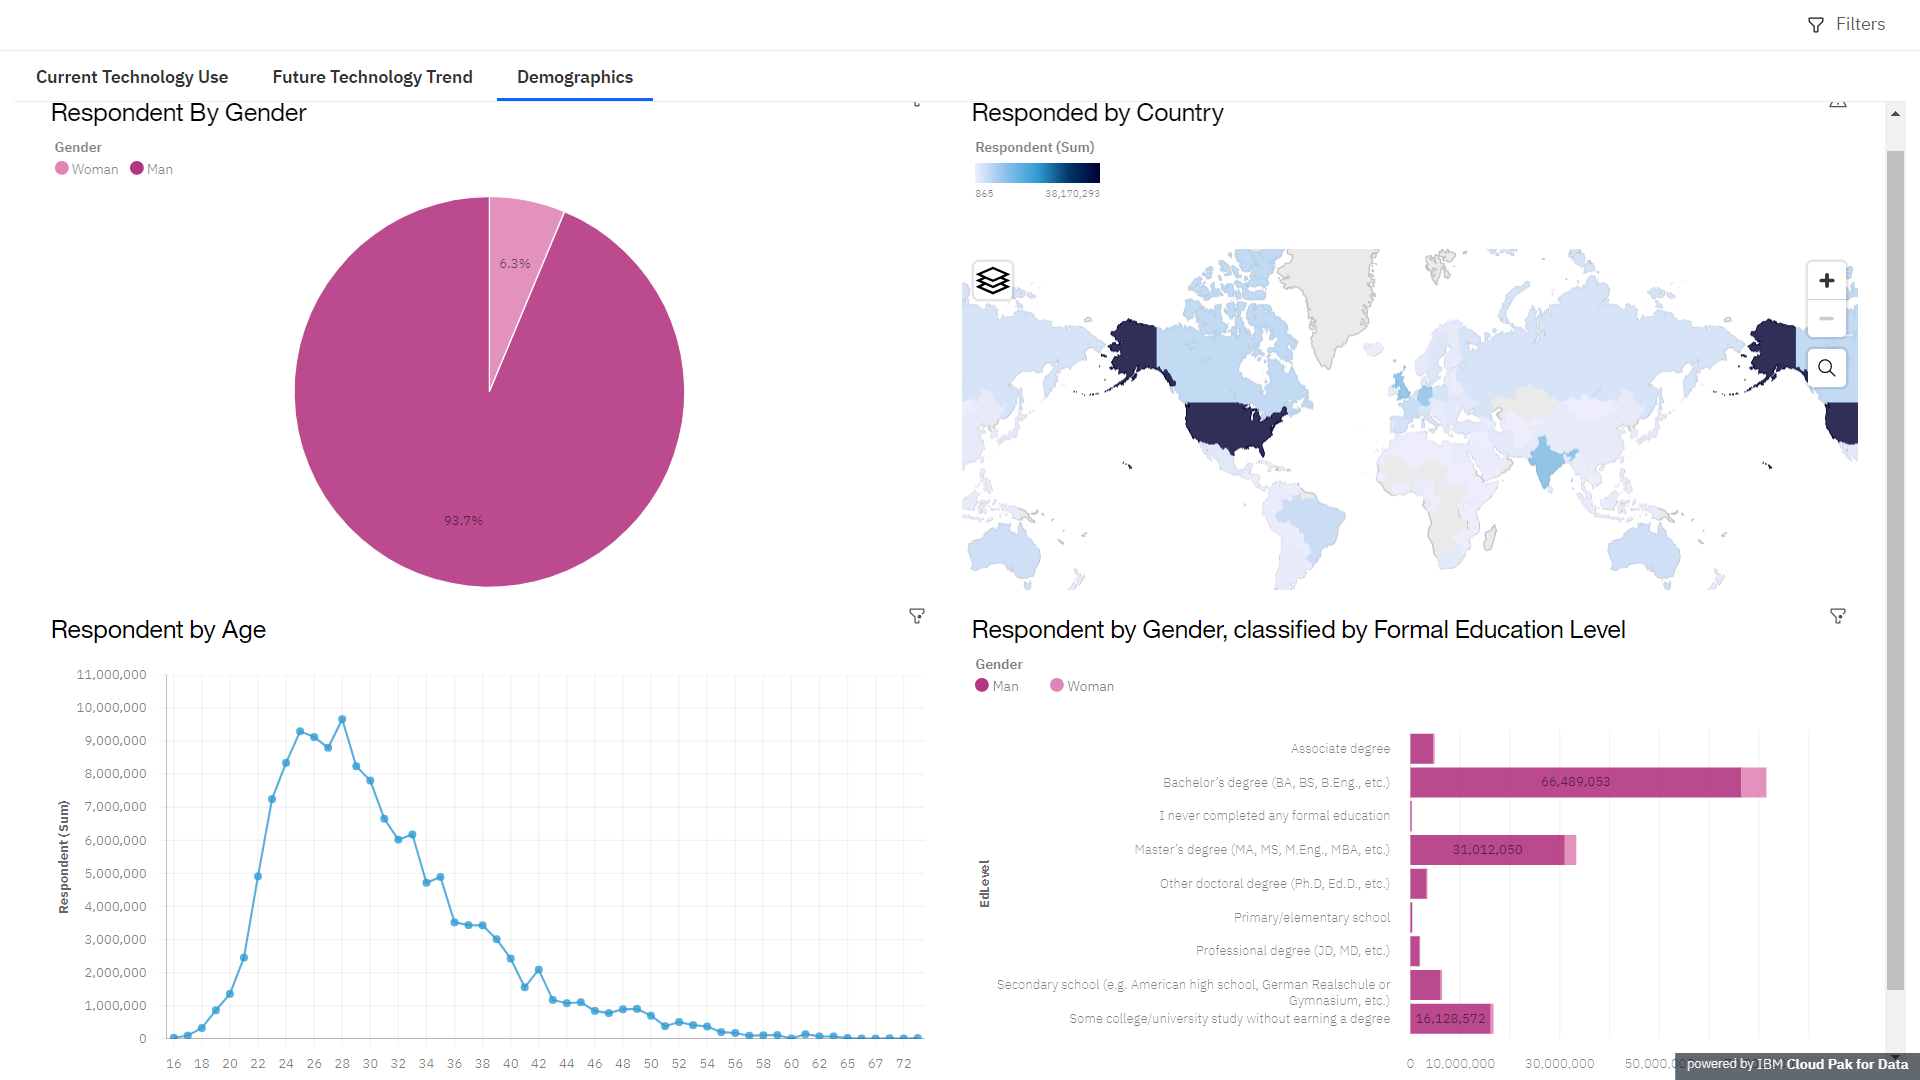 Filters
Current Technology Use
Future Technology Trend
Demographics
Respondent By Gender
Gender
Woman
Man
6.3%
93.7%
Responded by Country
Respondent (Sum)
865
38,170,293
Respondent by Age
Respondent (Sum)
11,000,000
10,000,000
9,000,000
8,000,000
7,000,000
6,000,000
5,000,000
4,000,000
3,000,000
2,000,000
1,000,000
0
16 18 20 22 24 26 28 30 32 34 36 38 40 42 44 46 48 50 52 54 56 58 60 62 65 67 72
Respondent by Gender, classified by Formal Education Level
Gender
Man
Woman
EdLevel
Associate degree
Bachelor’s degree (BA, BS, B.Eng., etc.)
66,489,053
I never completed any formal education
Master’s degree (MA, MS, M.Eng., MBA, etc.)
31,012,050
Other doctoral degree (Ph.D, Ed.D., etc.)
Primary/elementary school
Professional degree (JD, MD, etc.)
Secondary school (e.g. American high school, German Realschule or
Gymnasium, etc.)
Some college/university study without earning a degree
16,128,572
0 10,000,000 30,000,000
powered by IBM Cloud Pak for Data